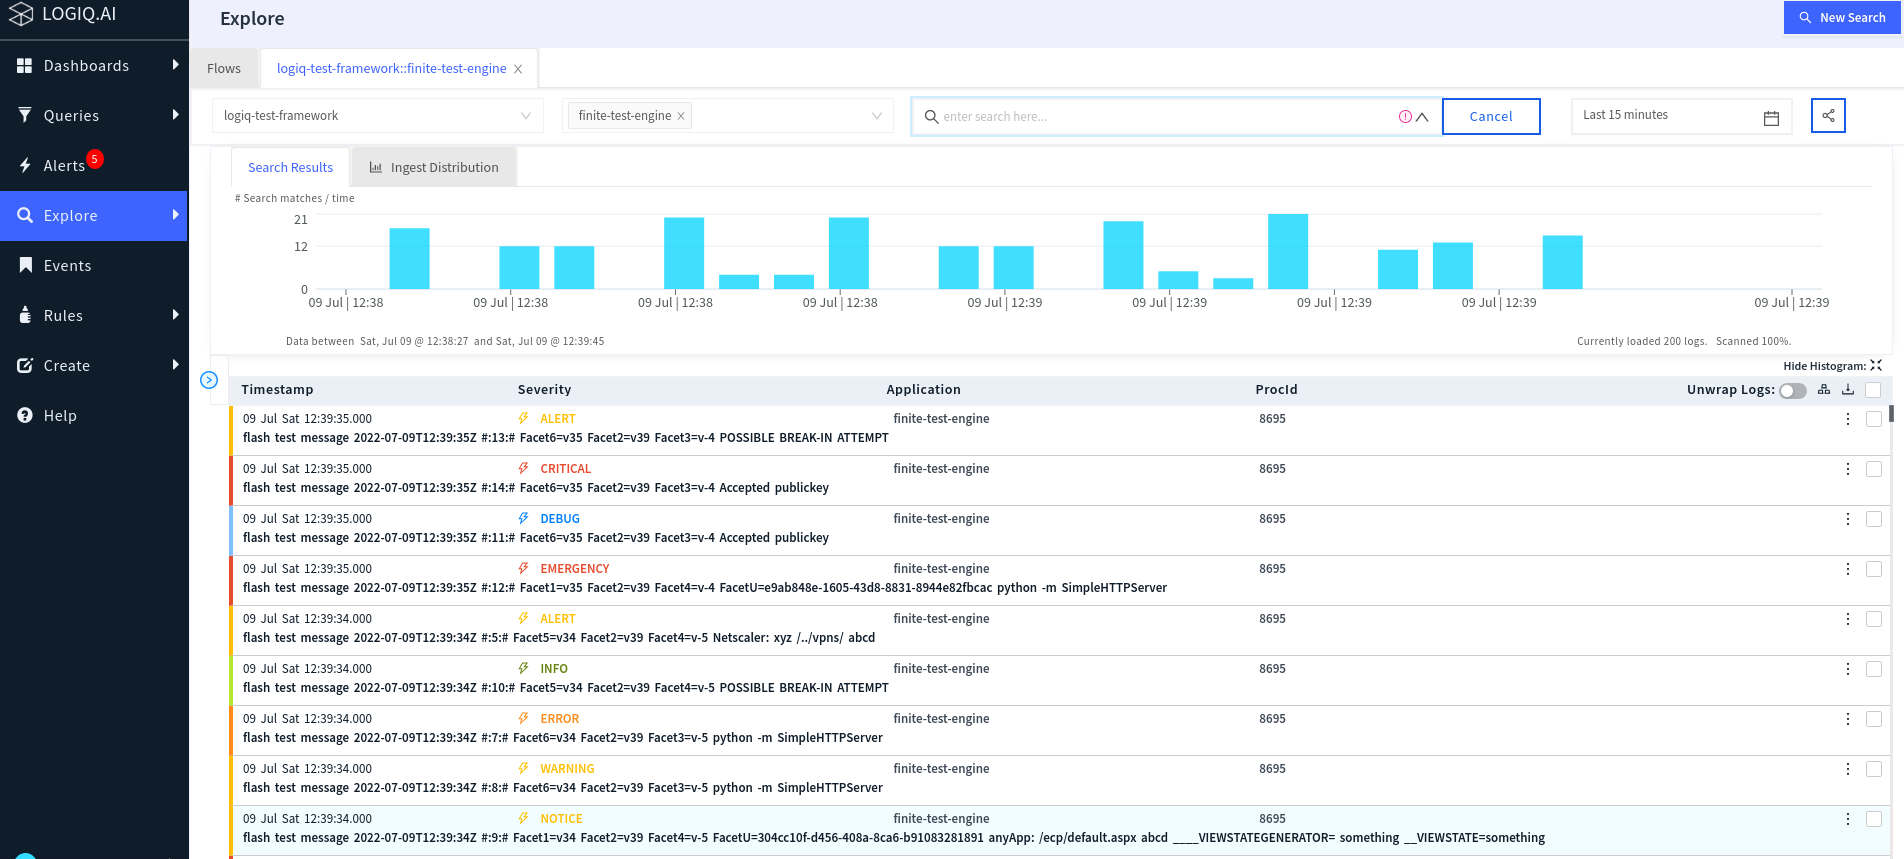 LOGIQ.AI
Explore
New Search
Dashboards
Queries
Alerts 5
Explore
Events
Rules
Create
Help
Flows logiq-test-framework::finite-test-engine
logiq-test-framework finite-test-engine enter search here... Cancel Last 15 minutes
Search Results Ingest Distribution
# Search matches / time
21
12
0
09 Jul | 12:38 09 Jul | 12:38 09 Jul | 12:38 09 Jul | 12:38 09 Jul | 12:39 09 Jul | 12:39 09 Jul | 12:39 09 Jul | 12:39 09 Jul | 12:39
Data between Sat, Jul 09 @ 12:38:27 and Sat, Jul 09 @ 12:39:45 Currently loaded 200 logs. Scanned 100%.
Hide Histogram:
Timestamp Severity Application ProcId Unwrap Logs:
09 Jul Sat 12:39:35.000 ALERT finite-test-engine 8695
flash test message 2022-07-09T12:39:35Z #:13:# Facet6=v35 Facet2=v39 Facet3=v-4 POSSIBLE BREAK-IN ATTEMPT
09 Jul Sat 12:39:35.000 CRITICAL finite-test-engine 8695
flash test message 2022-07-09T12:39:35Z #:14:# Facet6=v35 Facet2=v39 Facet3=v-4 Accepted publickey
09 Jul Sat 12:39:35.000 DEBUG finite-test-engine 8695
flash test message 2022-07-09T12:39:35Z #:11:# Facet6=v35 Facet2=v39 Facet3=v-4 Accepted publickey
09 Jul Sat 12:39:35.000 EMERGENCY finite-test-engine 8695
flash test message 2022-07-09T12:39:35Z #:12:# Facet1=v35 Facet2=v39 Facet4=v-4 FacetU=e9ab848e-1605-43d8-8831-8944e82fbcac python -m SimpleHTTPServer
09 Jul Sat 12:39:34.000 ALERT finite-test-engine 8695
flash test message 2022-07-09T12:39:34Z #:5:# Facet5=v34 Facet2=v39 Facet4=v-5 Netscaler: xyz /../vpns/ abcd
09 Jul Sat 12:39:34.000 INFO finite-test-engine 8695
flash test message 2022-07-09T12:39:34Z #:10:# Facet5=v34 Facet2=v39 Facet4=v-5 POSSIBLE BREAK-IN ATTEMPT
09 Jul Sat 12:39:34.000 ERROR finite-test-engine 8695
flash test message 2022-07-09T12:39:34Z #:7:# Facet6=v34 Facet2=v39 Facet3=v-5 python -m SimpleHTTPServer
09 Jul Sat 12:39:34.000 WARNING finite-test-engine 8695
flash test message 2022-07-09T12:39:34Z #:8:# Facet6=v34 Facet2=v39 Facet3=v-5 python -m SimpleHTTPServer
09 Jul Sat 12:39:34.000 NOTICE finite-test-engine 8695
flash test message 2022-07-09T12:39:34Z #:9:# Facet1=v34 Facet2=v39 Facet4=v-5 FacetU=304cc10f-d456-408a-8ca6-b91083281891 anyApp: /ecp/default.aspx abcd ____VIEWSTATEGENERATOR= something __VIEWSTATE=something